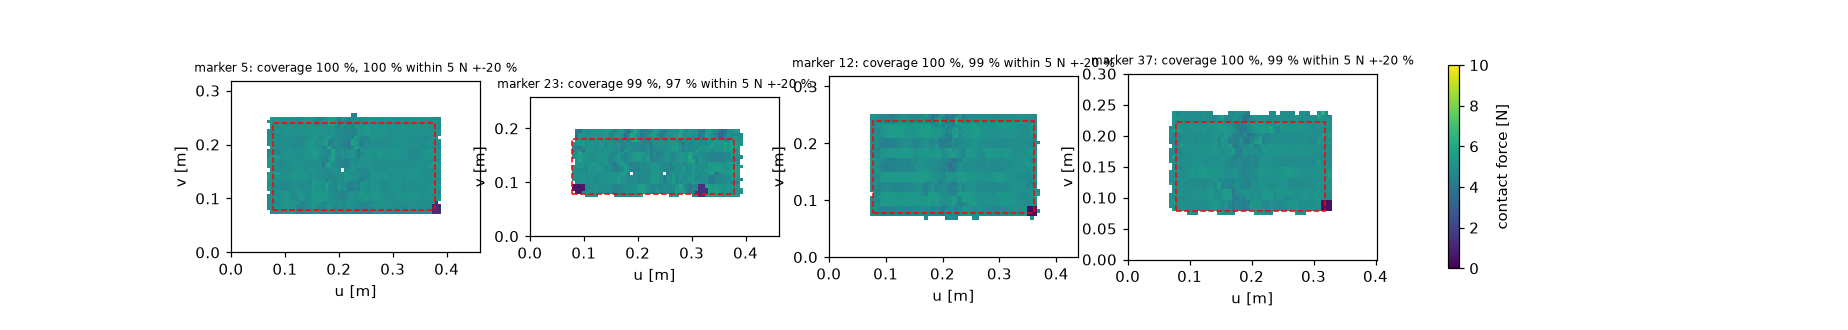 marker 5: coverage 100 %, 100 % within 5 N +-20 %
0.3
0.2
0.1
0.0
v [m]
0.0 0.1 0.2 0.3 0.4
u [m]
marker 23: coverage 99 %, 97 % within 5 N +-20 %
0.2
0.1
0.0
v [m]
0.0 0.1 0.2 0.3 0.4
u [m]
marker 12: coverage 100 %, 99 % within 5 N +-20 %
0.3
0.2
0.1
0.0
v [m]
0.0 0.1 0.2 0.3 0.4
u [m]
marker 37: coverage 100 %, 99 % within 5 N +-20 %
0.30
0.25
0.20
0.15
0.10
0.05
0.00
v [m]
0.0 0.1 0.2 0.3 0.4
u [m]
10
8
6
4
2
0
contact force [N]